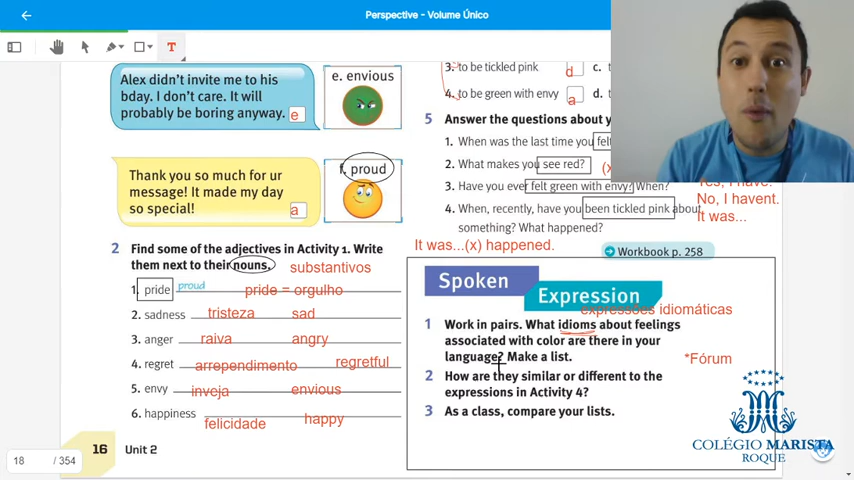 Perspective - Volume Único
T
Alex didn't invite me to his
bday. I don't care. It will
probably be boring anyway.
e
e. envious
Thank you so much for ur
message! It made my day
so special!
a
f. proud
2 Find some of the adjectives in Activity 1. Write
them next to their nouns.
substantivos
1. pride proud pride = orgulho
2. sadness tristeza sad
3. anger raiva angry
4. regret arrependimento regretful
5. envy inveja envious
6. happiness felicidade happy
16 Unit 2
18 / 354
3. to be tickled pink d c. t
4. to be green with envy a d. t
5 Answer the questions about y
1. When was the last time you felt
2. What makes you see red? (x
3. Have you ever felt green with envy? When?
Yes, I have.
No, I havent.
4. When, recently, have you been tickled pink about
something? What happened?
It was...
It was...(x) happened.
Workbook p. 258
Spoken
Expression
expressões idiomáticas
1 Work in pairs. What idioms about feelings
associated with color are there in your
language? Make a list.
*Fórum
2 How are they similar or different to the
expressions in Activity 4?
3 As a class, compare your lists.
COLÉGIO MARISTA
ROQUE